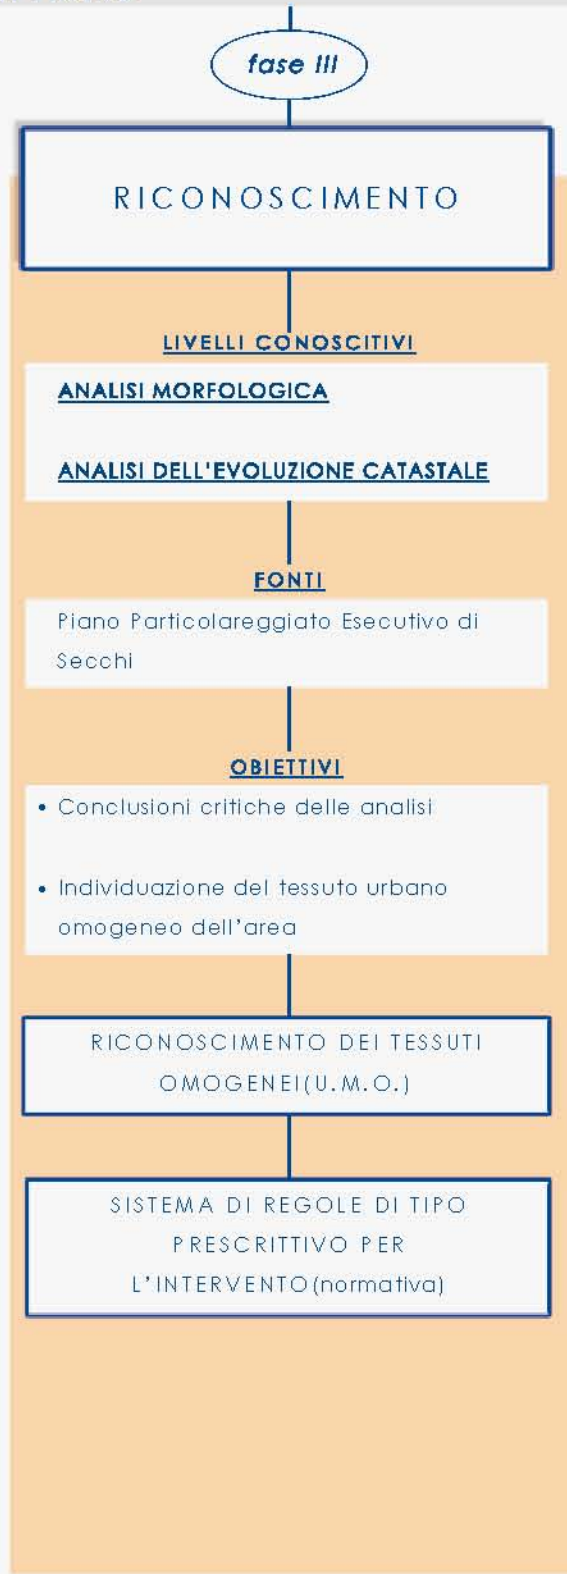 fase III
RICONOSCIMENTO
LIVELLI CONOSCITIVI
ANALISI MORFOLOGICA
ANALISI DELL'EVOLUZIONE CATASTALE
FONTI
Piano Particolareggiato Esecutivo di
Secchi
OBIETTIVI
• Conclusioni critiche delle analisi
• Individuazione del tessuto urbano
omogeneo dell'area
RICONOSCIMENTO DEI TESSUTI
OMOGENEI(U.M.O.)
SISTEMA DI REGOLE DI TIPO
PRESCRITTIVO PER
L'INTERVENTO(normativa)